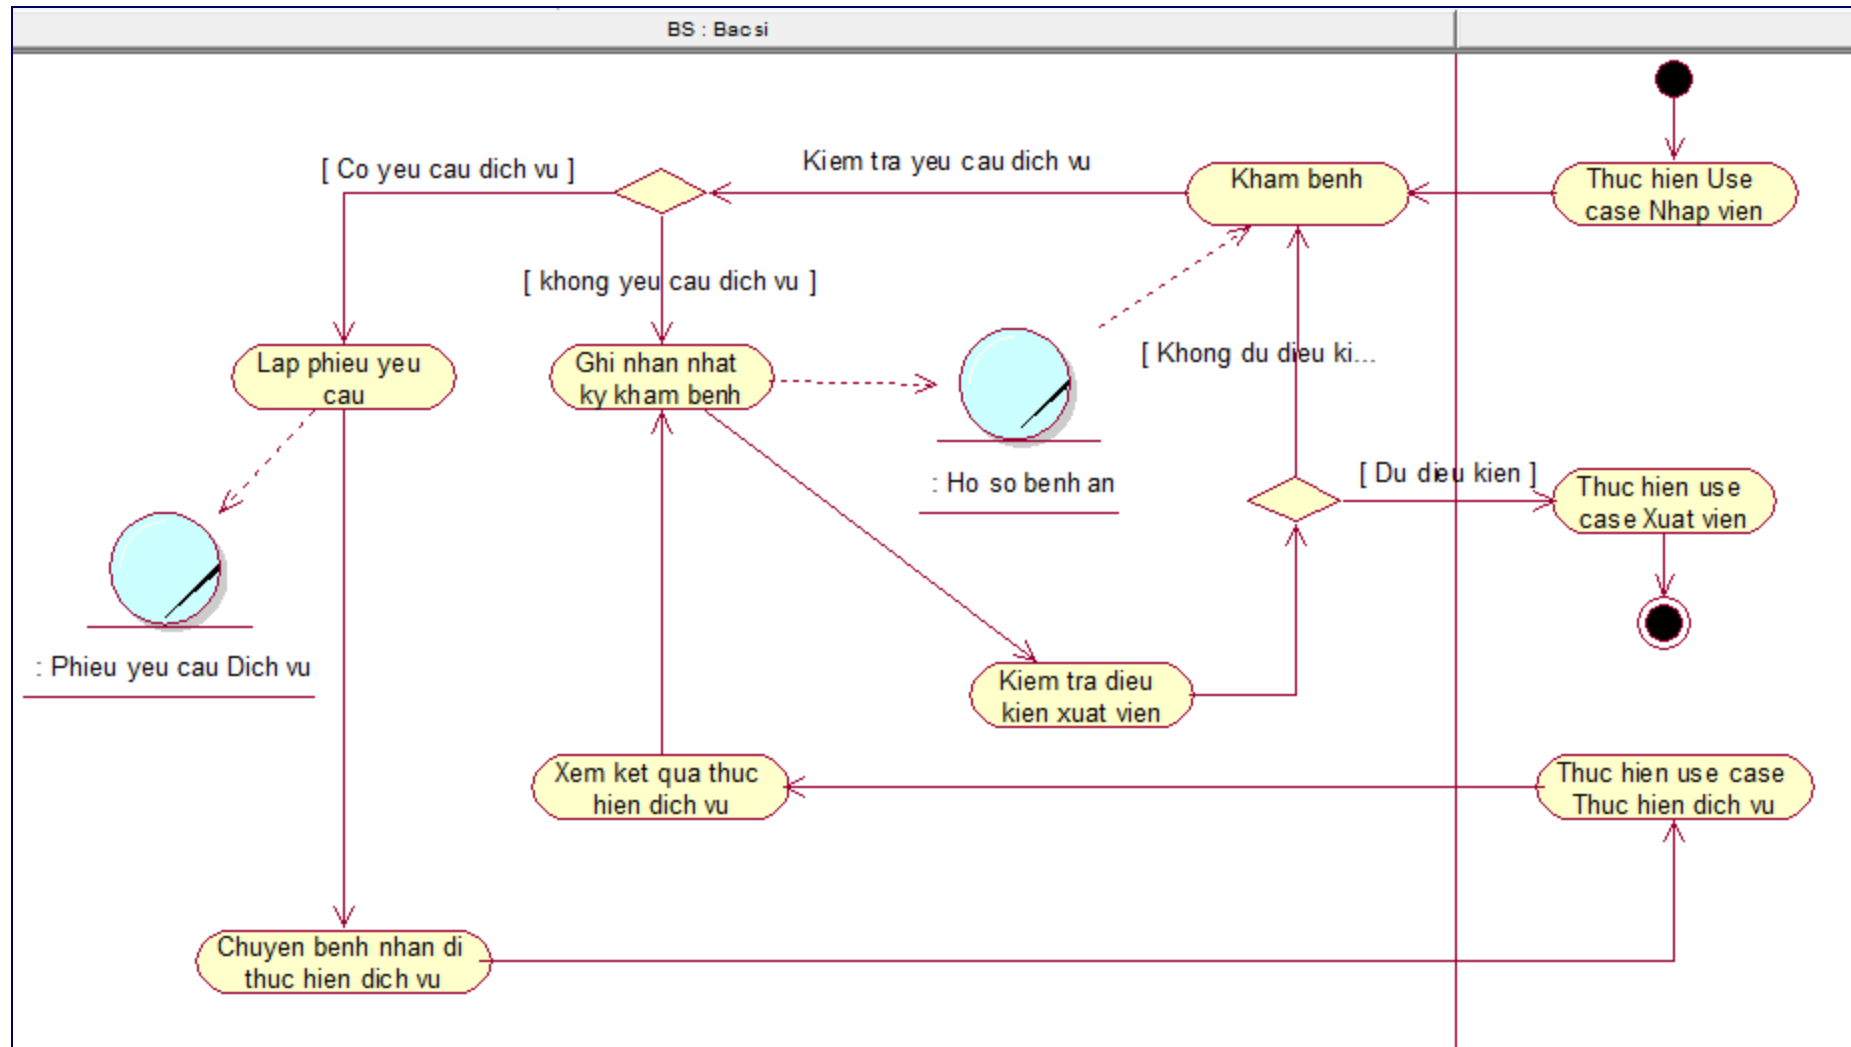 BS : Bacsi
[ Co yeu cau dich vu ]
Kiem tra yeu cau dich vu
Kham benh
Thuc hien Use
case Nhap vien
[ khong yeu cau dich vu ]
[ Khong du dieu ki...
Lap phieu yeu
cau
Ghi nhan nhat
ky kham benh
: Ho so benh an
[ Du dieu kien ]
Thuc hien use
case Xuat vien
: Phieu yeu cau Dich vu
Kiem tra dieu
kien xuat vien
Xem ket qua thuc
hien dich vu
Thuc hien use case
Thuc hien dich vu
Chuyen benh nhan di
thuc hien dich vu